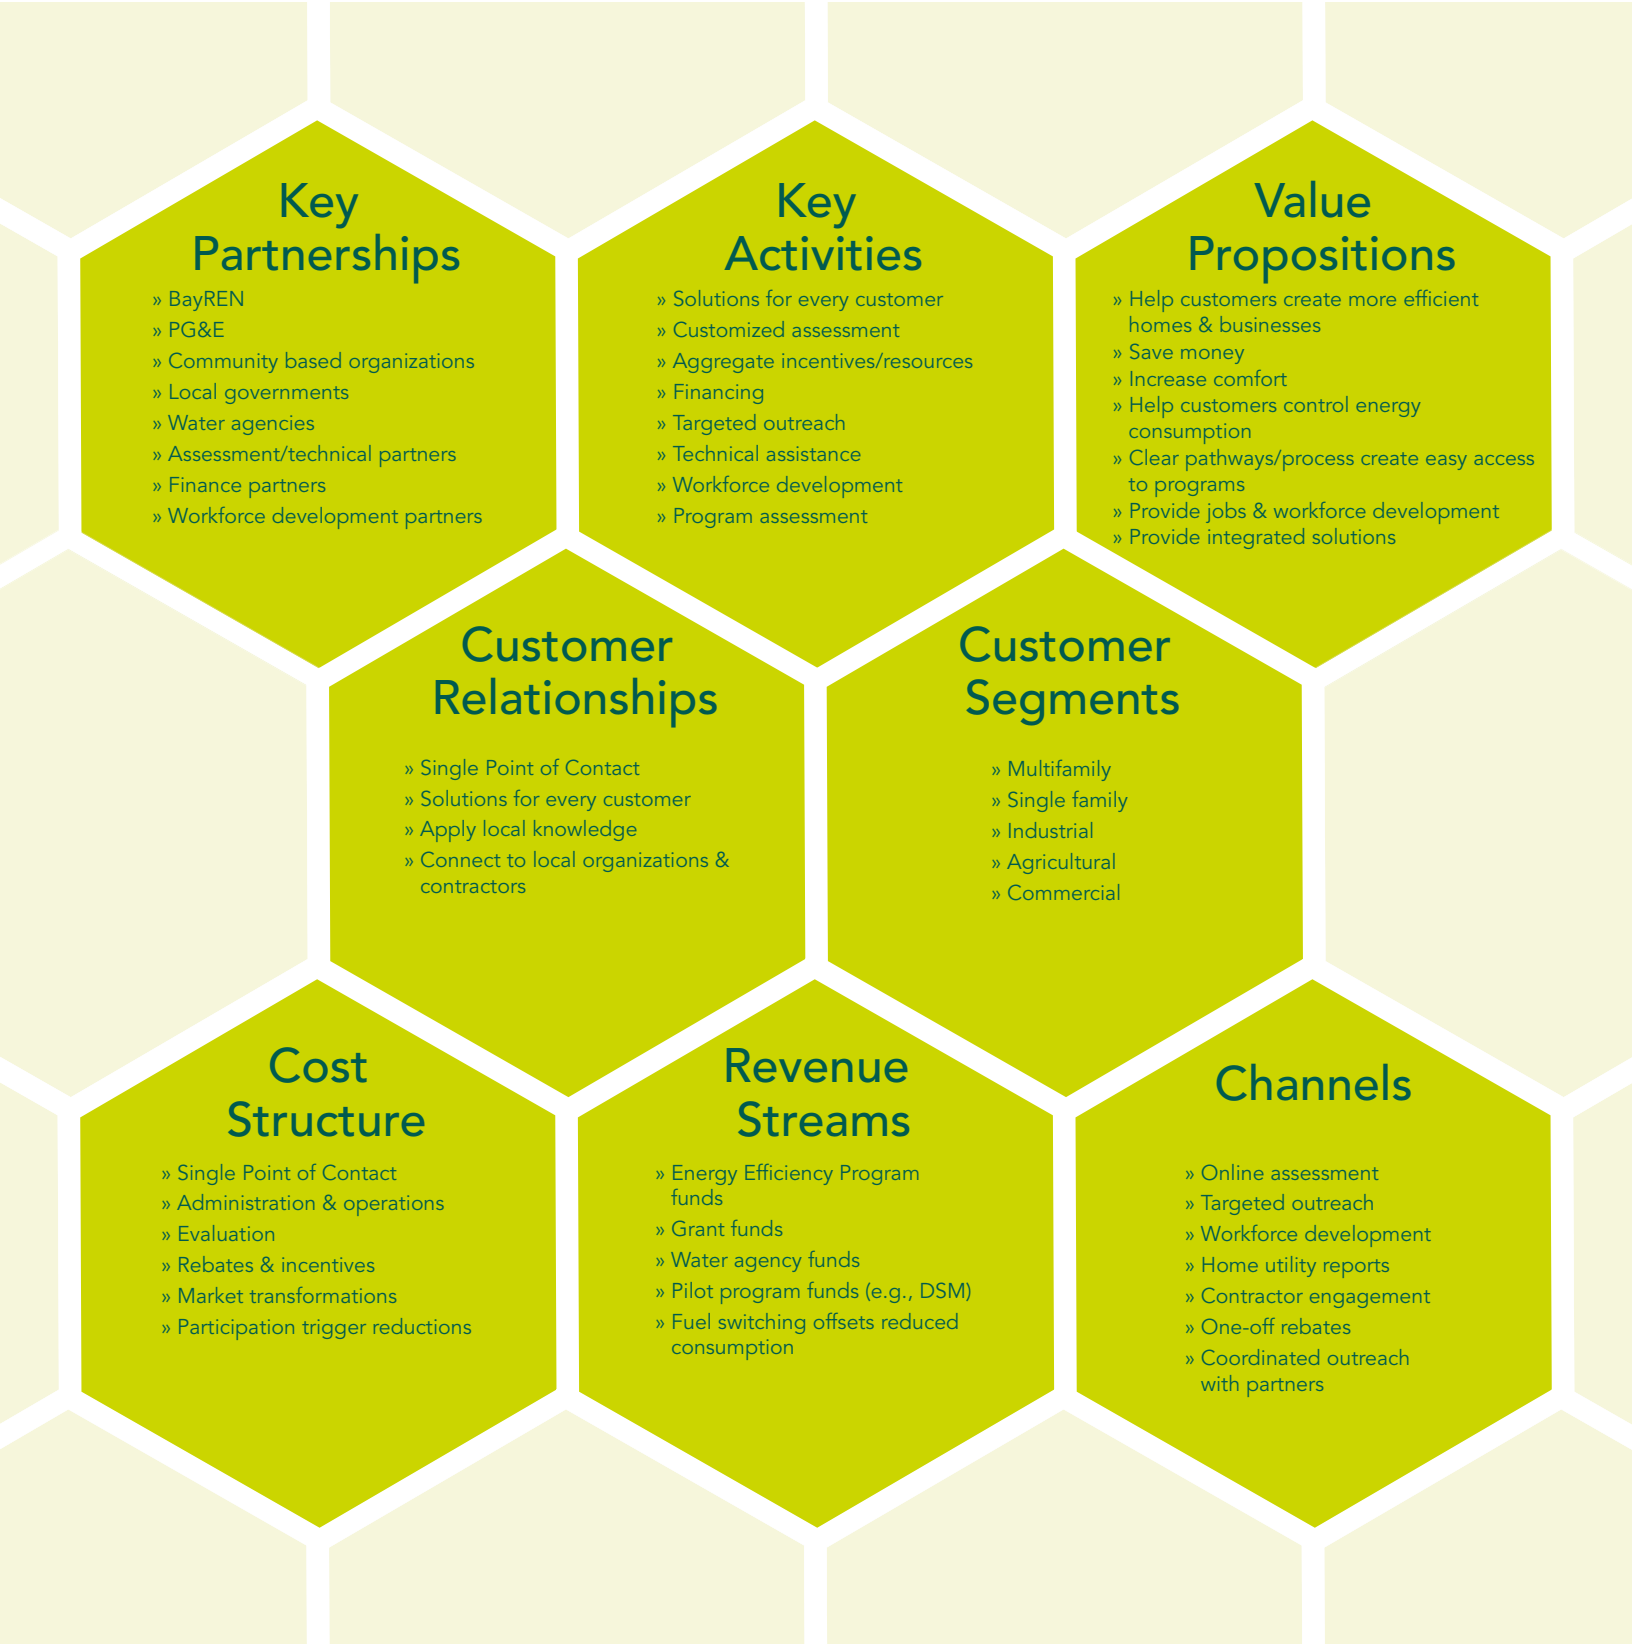 Key
Partnerships
» BayREN
» PG&E
» Community based organizations
» Local governments
» Water agencies
» Assessment/technical partners
» Finance partners
» Workforce development partners
Key
Activities
» Solutions for every customer
» Customized assessment
» Aggregate incentives/resources
» Financing
» Targeted outreach
» Technical assistance
» Workforce development
» Program assessment
Value
Propositions
» Help customers create more efficient
homes & businesses
» Save money
» Increase comfort
» Help customers control energy
consumption
» Clear pathways/process create easy access
to programs
» Provide jobs & workforce development
» Provide integrated solutions
Customer
Relationships
» Single Point of Contact
» Solutions for every customer
» Apply local knowledge
» Connect to local organizations &
contractors
Customer
Segments
» Multifamily
» Single family
» Industrial
» Agricultural
» Commercial
Cost
Structure
» Single Point of Contact
» Administration & operations
» Evaluation
» Rebates & incentives
» Market transformations
» Participation trigger reductions
Revenue
Streams
» Energy Efficiency Program
funds
» Grant funds
» Water agency funds
» Pilot program funds (e.g., DSM)
» Fuel switching offsets reduced
consumption
Channels
» Online assessment
» Targeted outreach
» Workforce development
» Home utility reports
» Contractor engagement
» One-off rebates
» Coordinated outreach
with partners